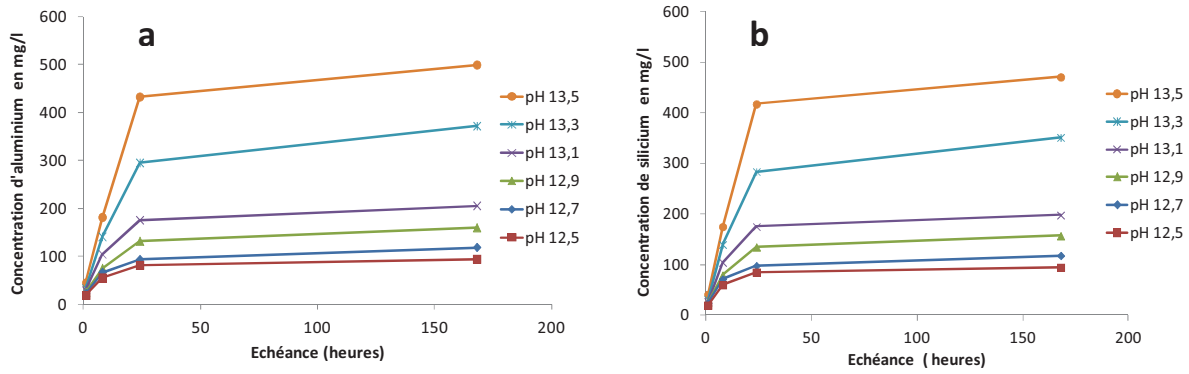 a
Concentration d'aluminium en mg/l
600
500
400
300
200
100
0
0 50 100 150 200
Echéance (heures)
pH 13,5
pH 13,3
pH 13,1
pH 12,9
pH 12,7
pH 12,5
b
Concentration de silicium en mg/l
600
500
400
300
200
100
0
0 50 100 150 200
Echéance ( heures)
pH 13,5
pH 13,3
pH 13,1
pH 12,9
pH 12,7
pH 12,5